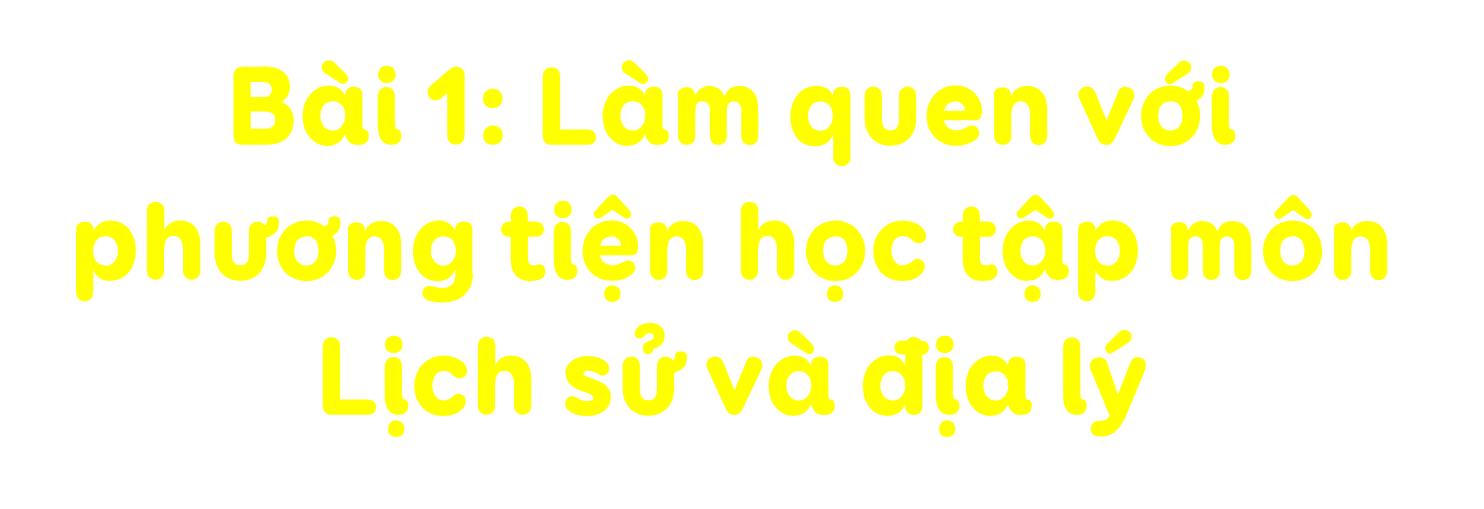 Bài 1: Làm quen với
phương tiện học tập môn
Lịch sử và địa lý